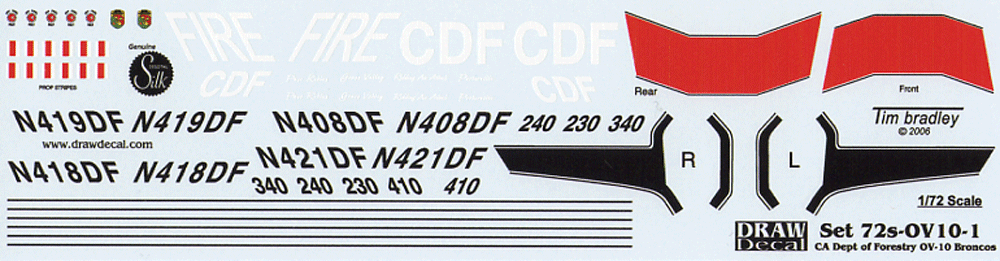 FIRE FIRE CDF CDF
Genuine
Silk
CDF
CDF
PROP STRIPES
Rear
Front
N419DF N419DF N408DF N408DF 240 230 340
Tim bradley
© 2006
www.drawdecal.com
N418DF N418DF N421DF N421DF
R
L
340 240 230 410 410
1/72 Scale
DRAW Decal
Set 72s-OV10-1
CA Dept of Forestry OV-10 Broncos